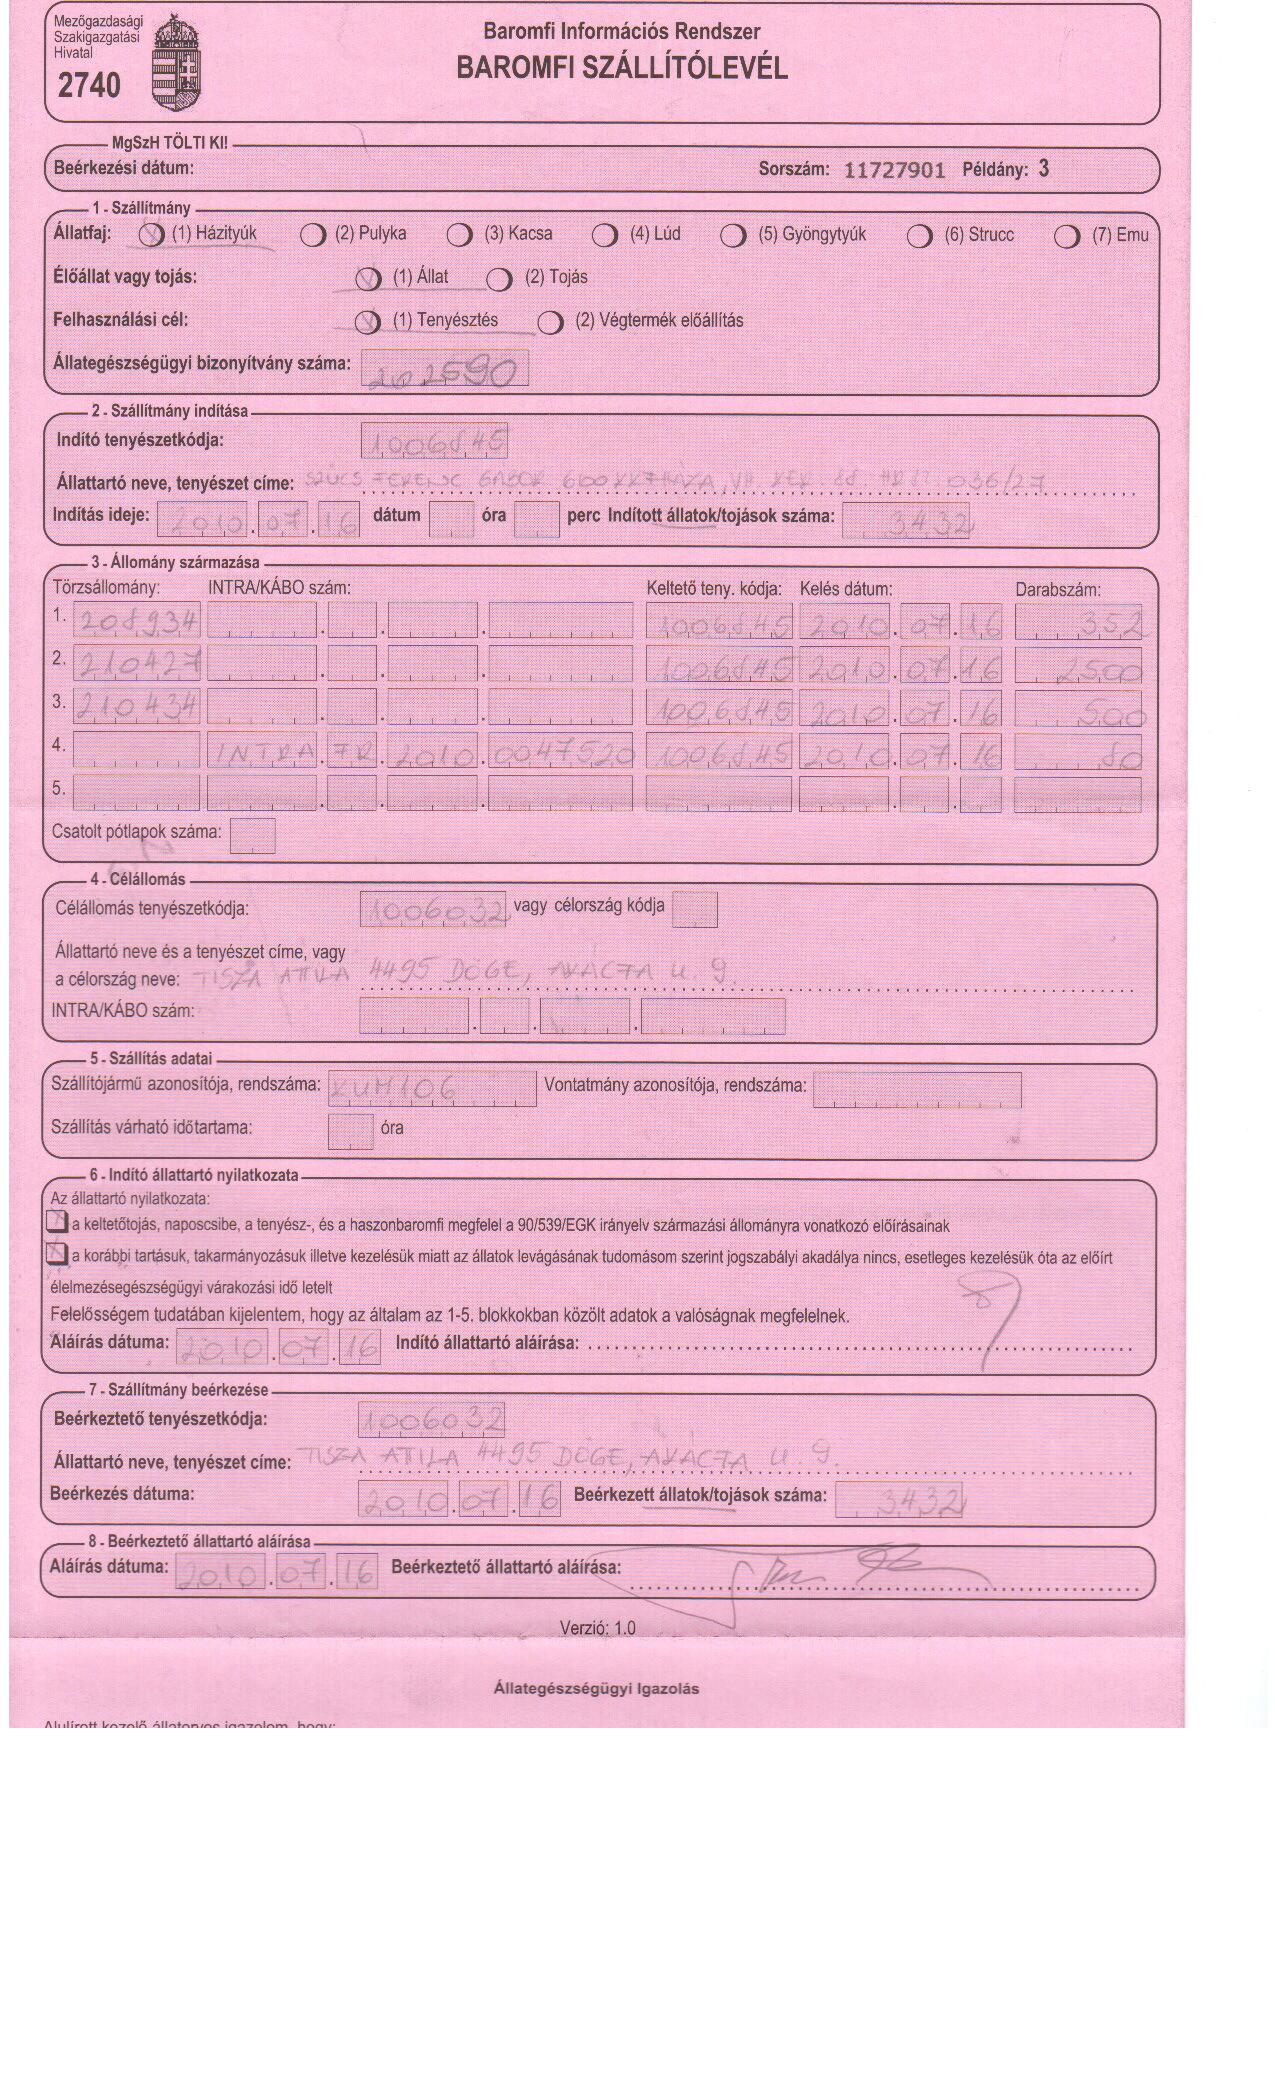 Mezőgazdasági
Szakigazgatási
Hivatal
2740
Baromfi Információs Rendszer
BAROMFI SZÁLLÍTÓLEVÉL
MgSzH TÖLTI KI!
Beérkezési dátum: Sorszám: 11727901 Példány: 3
1 - Szállítmány
Állatfaj: (1) Házityúk (2) Pulyka (3) Kacsa (4) Lúd (5) Gyöngytyúk (6) Strucc (7) Emu
Élőállat vagy tojás: (1) Állat (2) Tojás
Felhasználási cél: (1) Tenyésztés (2) Végtermék előállítás
Állategészségügyi bizonyítvány száma: 202590
2 - Szállítmány indítása
Indító tenyészetkódja: 1006845
Állattartó neve, tenyészet címe: SZŰCS FERENC GÁBOR 6100 VII. KER. 88. 036/27
Indítás ideje: 2010.07.16 dátum óra perc Indított állatok/tojások száma: 3432
3 - Állomány származása
Törzsállomány: INTRA/KÁBO szám: Keltető teny. kódja: Kelés dátum: Darabszám:
1. 208934 1006845 2010.07.16 352
2. 210427 1006845 2010.07.16 2500
3. 210434 1006845 2010.07.16 500
4. INTRA.FR.2010.0047520 1006845 2010.07.16 80
5.
Csatolt pótlapok száma:
4 - Célállomás
Célállomás tenyészetkódja: 1006032 vagy célország kódja
Állattartó neve és a tenyészet címe, vagy
a célország neve: TISZA ATTILA 4495 DÖGE, AKÁCFA U. 9.
INTRA/KÁBO szám:
5 - Szállítás adatai
Szállítójármű azonosítója, rendszáma: KUH106 Vontatmány azonosítója, rendszáma:
Szállítás várható időtartama: óra
6 - Indító állattartó nyilatkozata
Az állattartó nyilatkozata:
a keltetőtojás, naposcsibe, a tenyész-, és a haszonbaromfi megfelel a 90/539/EGK irányelv származási állományra vonatkozó előírásainak
a korábbi tartásuk, takarmányozásuk illetve kezelésük miatt az állatok levágásának tudomásom szerint jogszabályi akadálya nincs, esetleges kezelésük óta az előírt
élelmezésegészségügyi várakozási idő letelt
Felelősségem tudatában kijelentem, hogy az általam az 1-5. blokkokban közölt adatok a valóságnak megfelelnek.
Aláírás dátuma: 2010.07.16 Indító állattartó aláírása:
7 - Szállítmány beérkezése
Beérkeztető tenyészetkódja: 1006032
Állattartó neve, tenyészet címe: TISZA ATTILA 4495 DÖGE, AKÁCFA U. 9.
Beérkezés dátuma: 2010.07.16 Beérkezett állatok/tojások száma: 3432
8 - Beérkeztető állattartó aláírása
Aláírás dátuma: 2010.07.16 Beérkeztető állattartó aláírása:
Verzió: 1.0
Állategészségügyi Igazolás
Alulírott kezelő állatorvos igazolom, hogy: